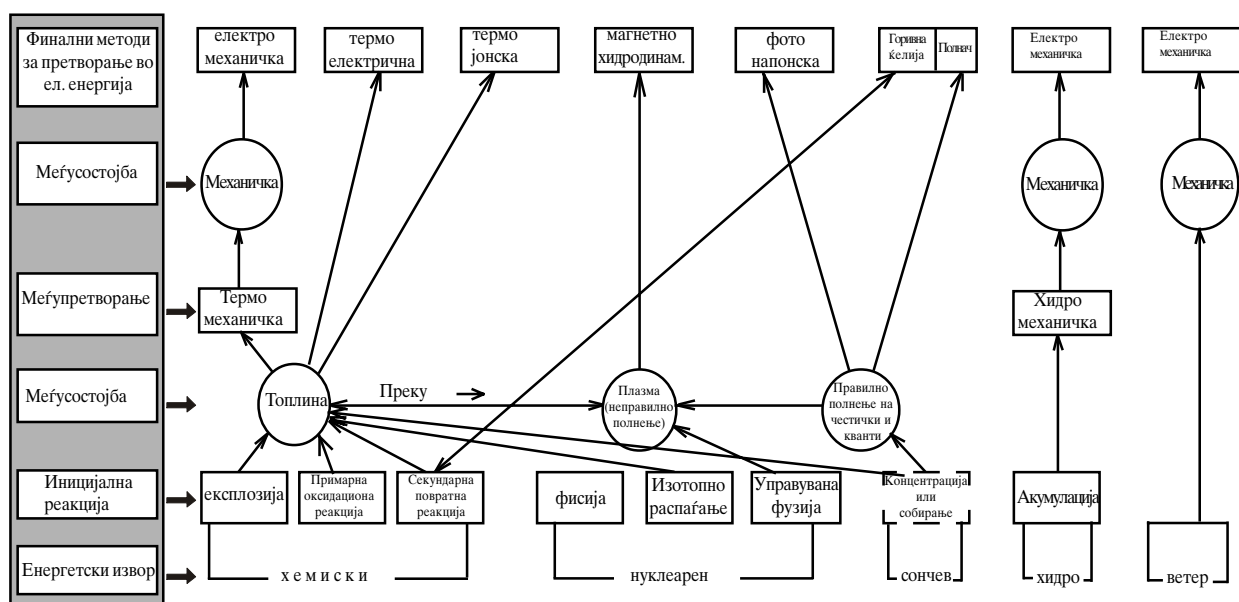 Финални методи
за претворање во
ел. енергија
електро
механичка
термо
електрична
термо
јонска
магнетно
хидродинам.
фото
напонска
Горивна
ќелија
Полнач
Електро
механичка
Електро
механичка
Меѓусостојба
Механичка
Механичка
Механичка
Меѓупретворање
Термо
механичка
Хидро
механичка
Меѓусостојба
Топлина
Преку
Плазма
(неправилно
полнење)
Правилно
полнење на
честички и
кванти
Иницијална
реакција
експлозија
Примарна
оксидациона
реакција
Секундарна
повратна
реакција
фисија
Изотопно
распаѓање
Управувана
фузија
Концентрација
или
собирање
Акумулација
Енергетски извор
хемиски
нуклеарен
сончев
хидро
ветер